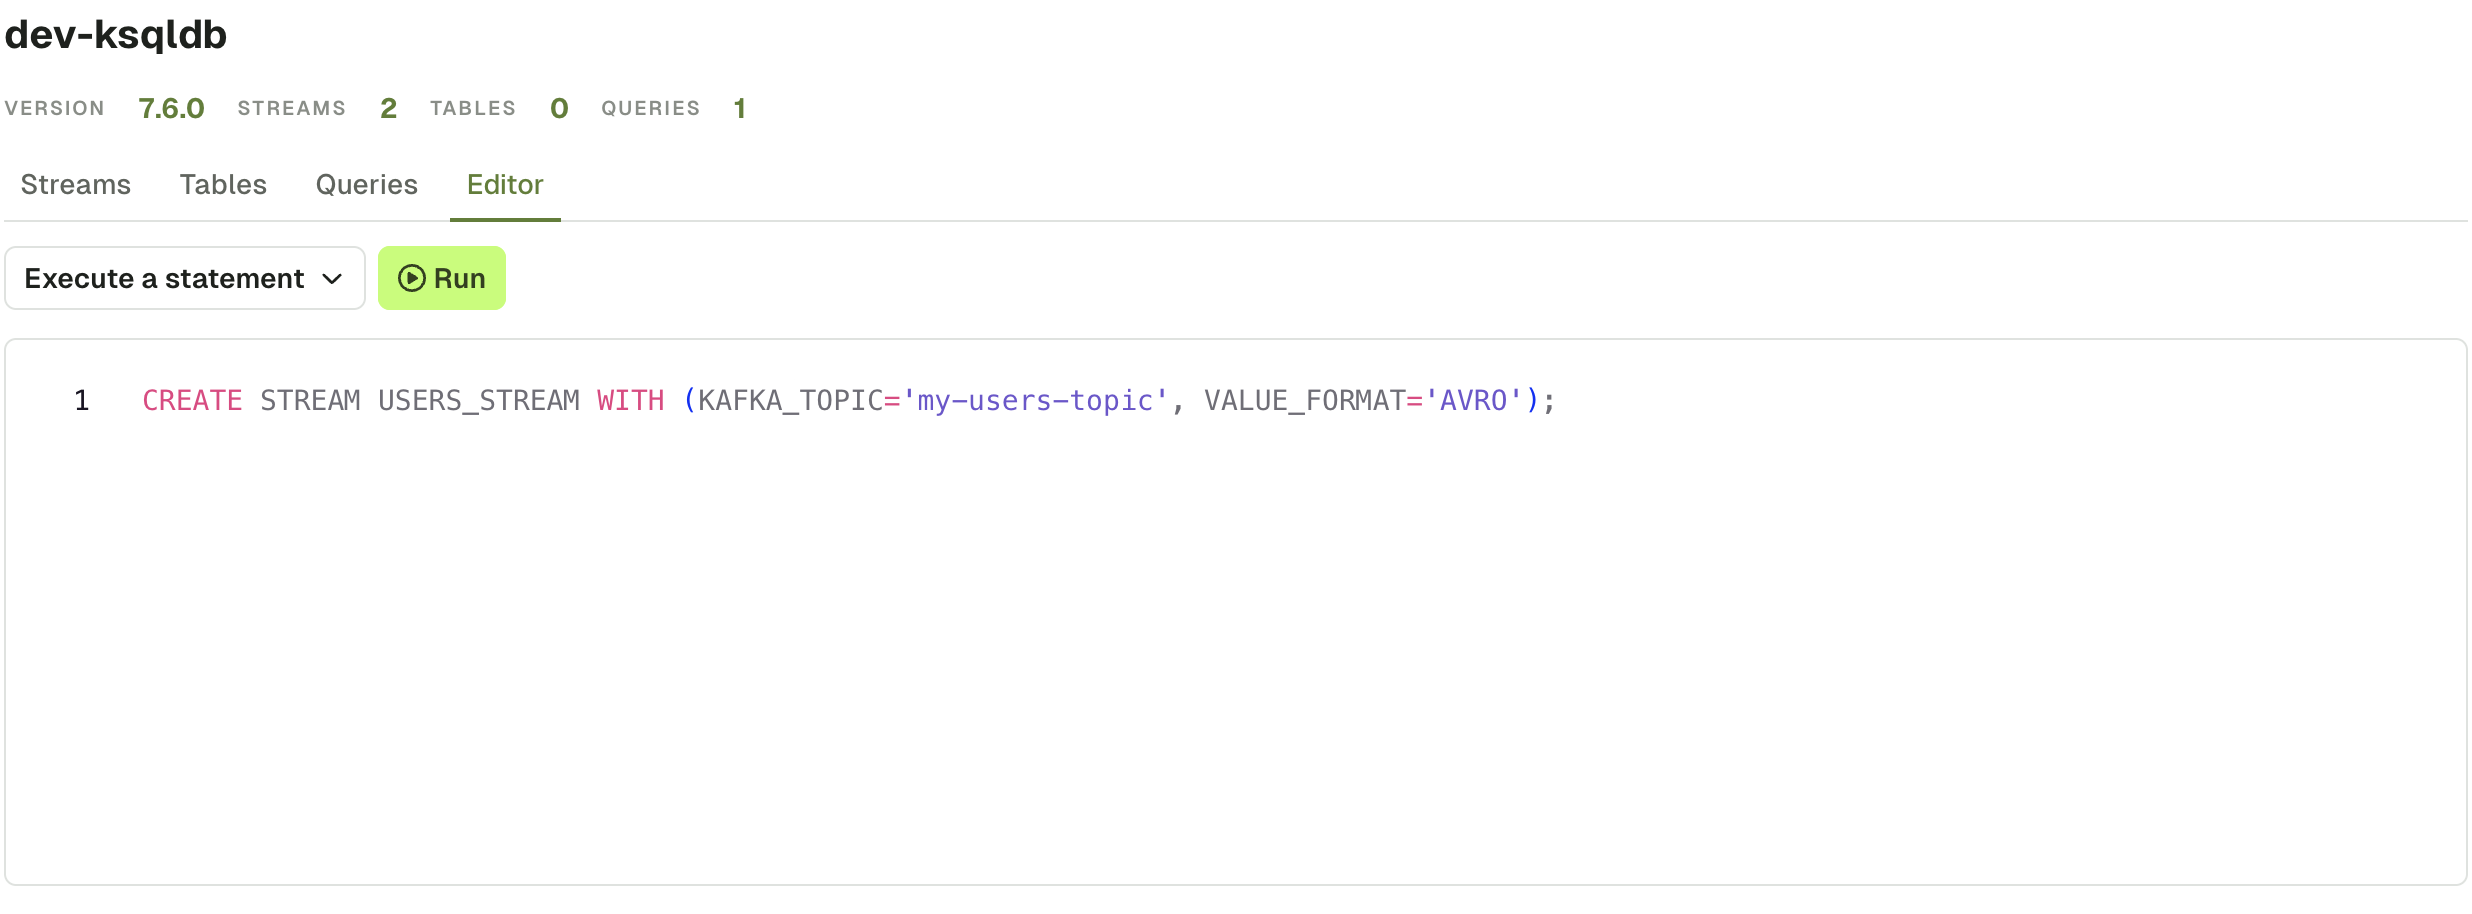 dev-ksqldb
VERSION 7.6.0 STREAMS 2 TABLES 0 QUERIES 1
Streams Tables Queries Editor
Execute a statement Run
1 CREATE STREAM USERS_STREAM WITH (KAFKA_TOPIC='my-users-topic', VALUE_FORMAT='AVRO');